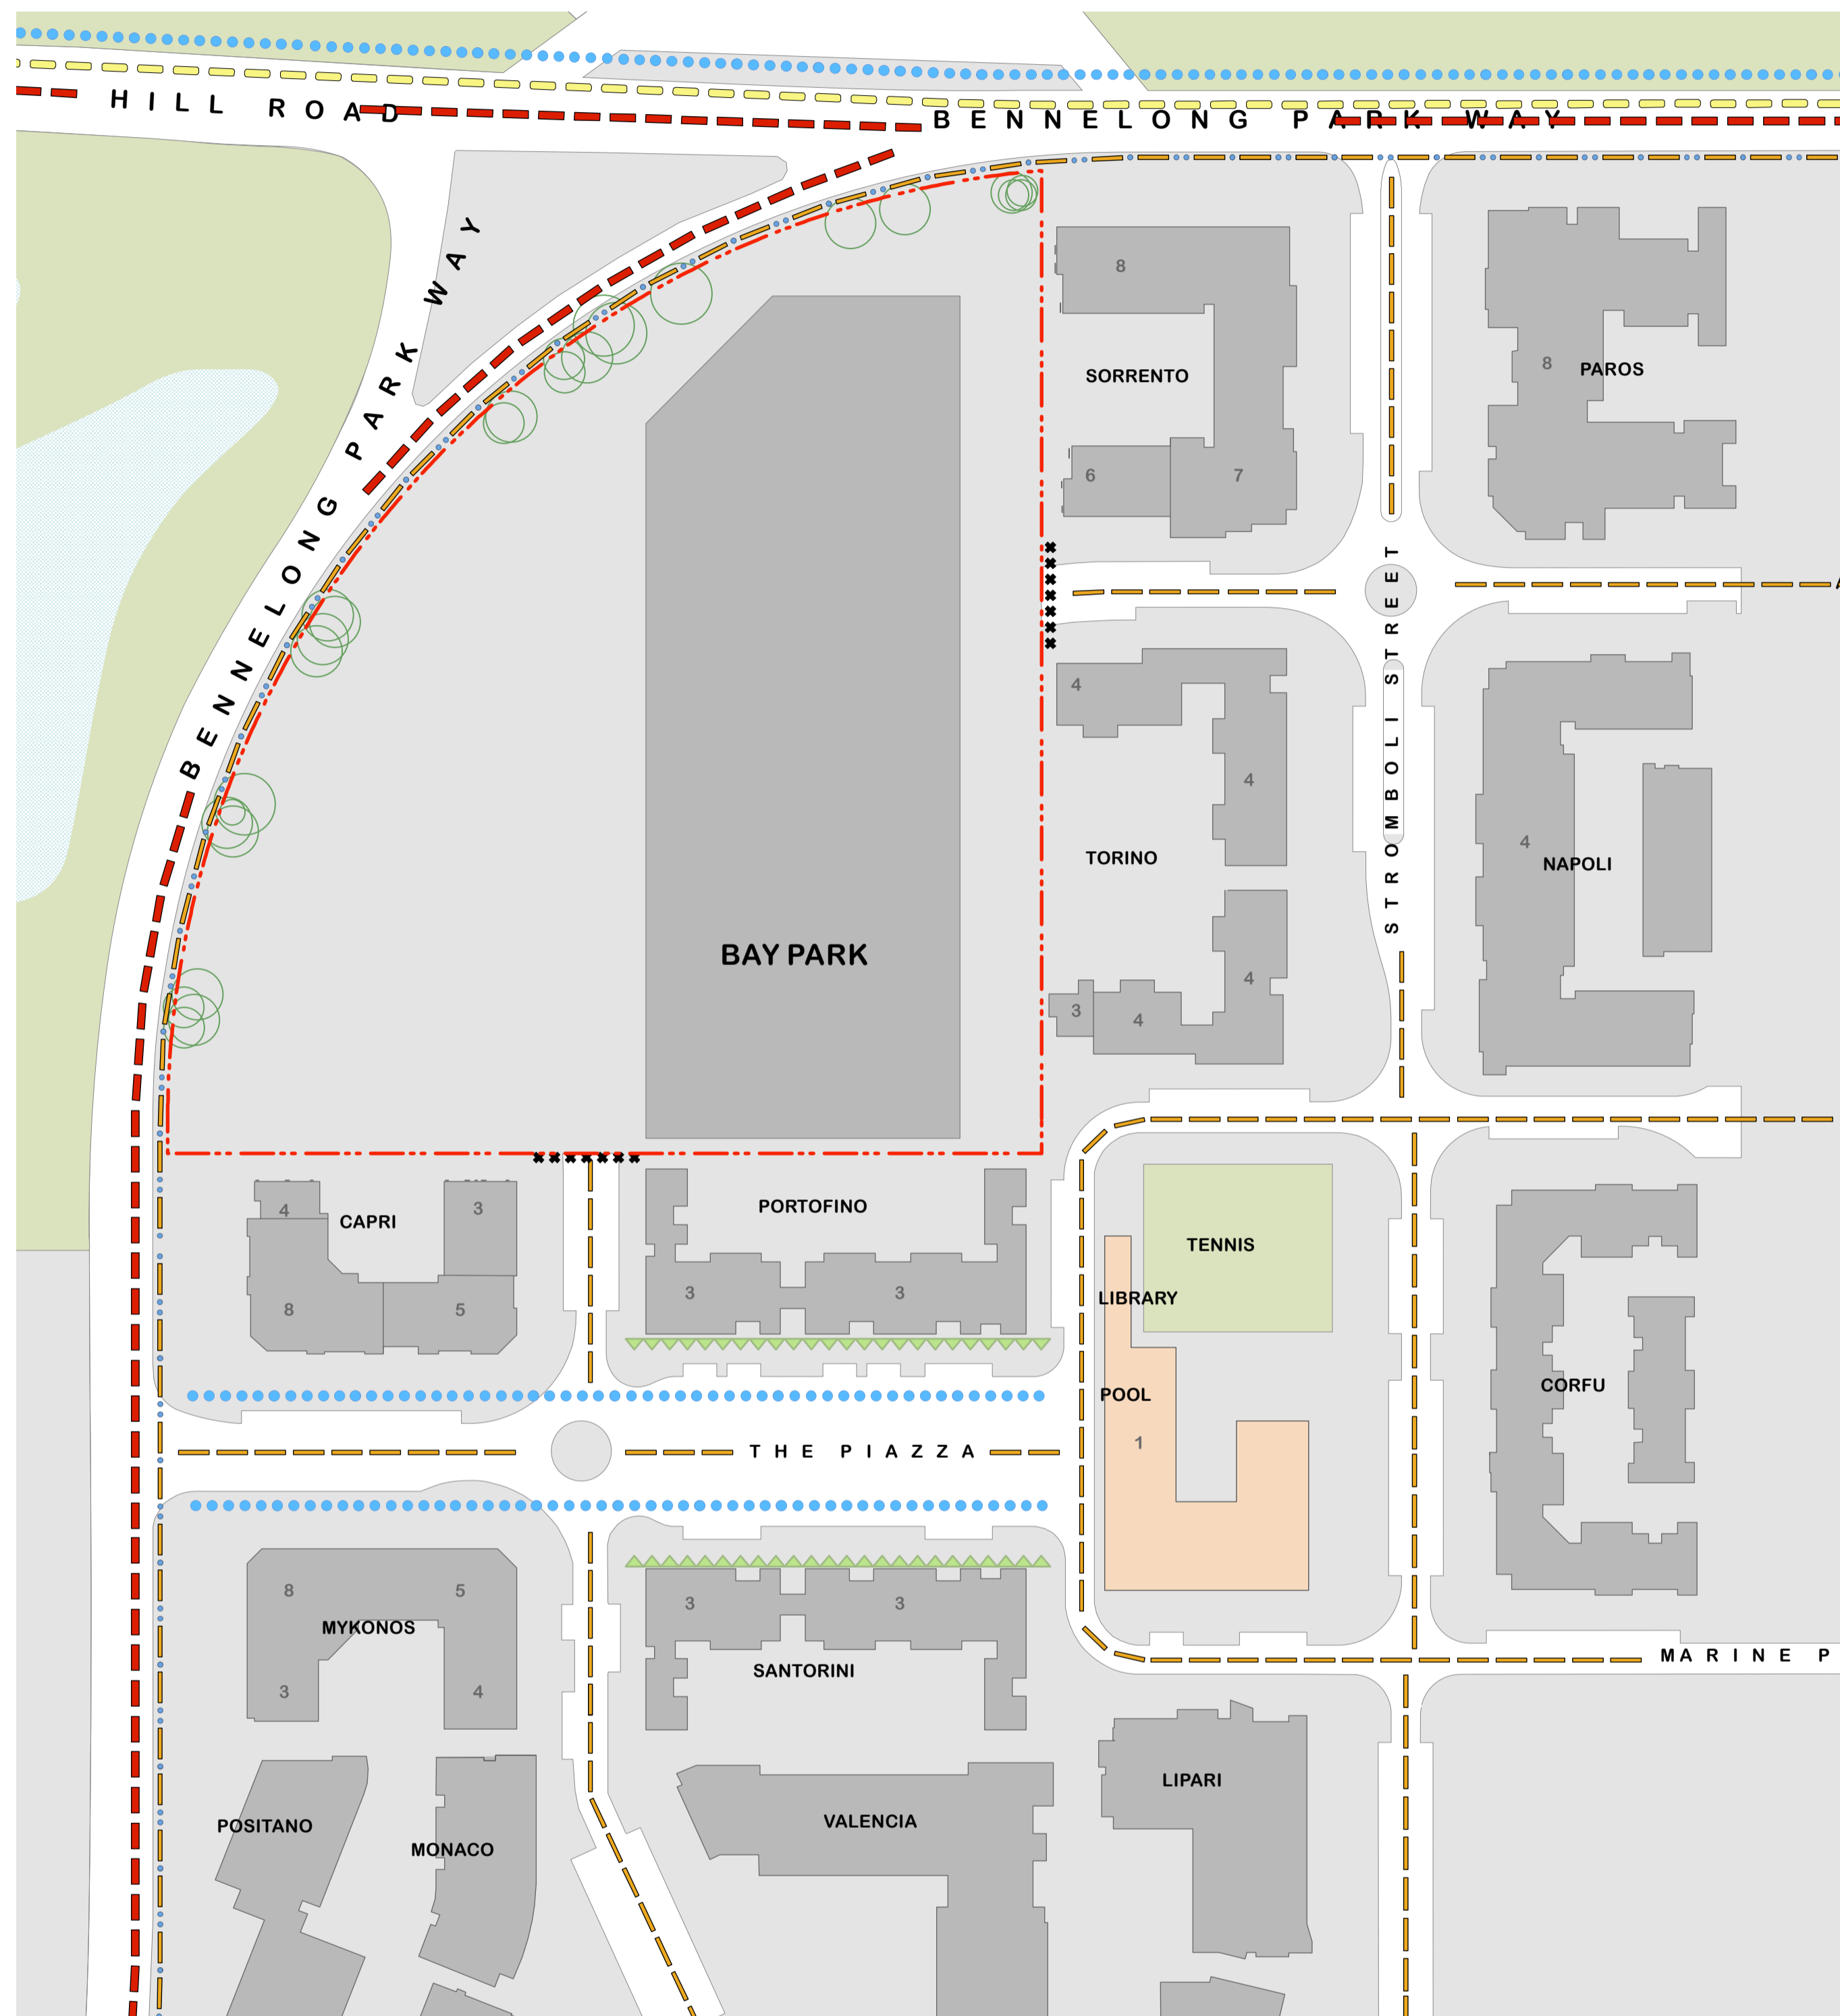 HILL ROAD
BENNELONG PARK WAY
BENNELONG PARK WAY
8
SORRENTO
6
7
8
PAROS
STROMBOLI STREET
A
4
4
TORINO
4
3
4
4
NAPOLI
BAY PARK
4
CAPRI
3
8
5
PORTOFINO
3
3
TENNIS
LIBRARY
POOL
1
CORFU
THE PIAZZA
8
5
MYKONOS
3
4
3
3
SANTORINI
MARINE P
POSITANO
MONACO
VALENCIA
LIPARI